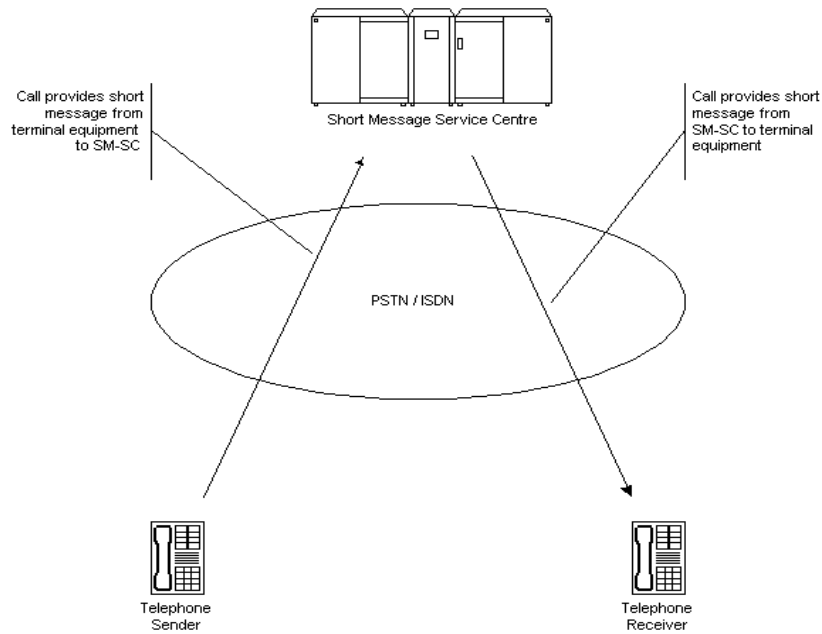 Call provides short
message from
terminal equipment
to SM-SC
Short Message Service Centre
Call provides short
message from
SM-SC to terminal
equipment
PSTN / ISDN
Telephone
Sender
Telephone
Receiver